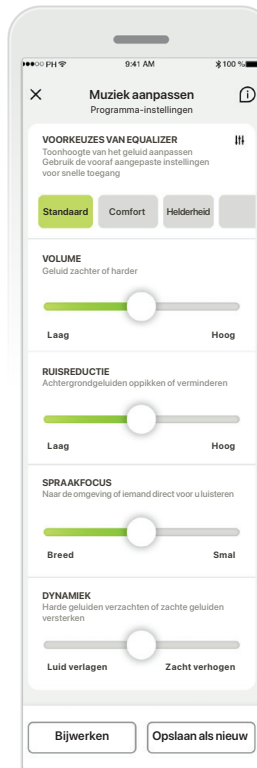 PH 9:41 AM 100 %
Muziek aanpassen
Programma-instellingen
VOORKEUZES VAN EQUALIZER
Toonhoogte van het geluid aanpassen
Gebruik de vooraf aangepaste instellingen
voor snelle toegang
Standaard Comfort Helderheid
VOLUME
Geluid zachter of harder
Laag Hoog
RUISREDUCTIE
Achtergrondgeluiden oppikken of verminderen
Laag Hoog
SPRAAKFOCUS
Naar de omgeving of iemand direct voor u luisteren
Breed Smal
DYNAMIEK
Harde geluiden verzachten of zachte geluiden
versterken
Luid verlagen Zacht verhogen
Bijwerken Opslaan als nieuw